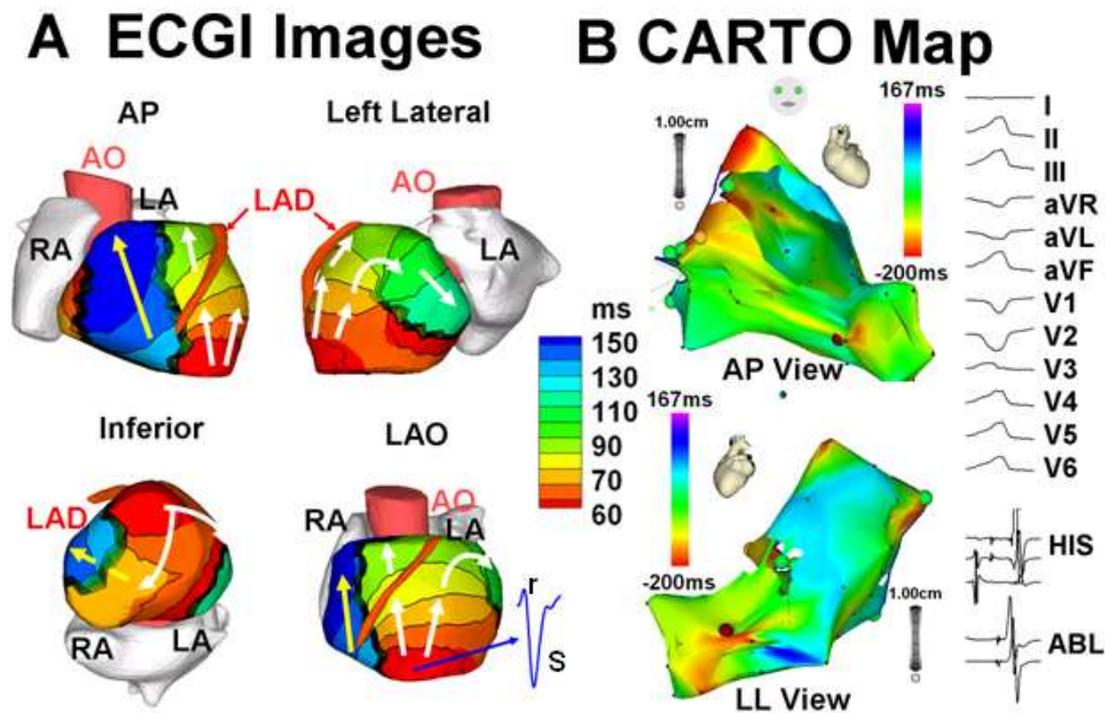 A ECGI Images
AP
Left Lateral
AO
LA
RA
LAD
AO
LA
ms
150
130
110
90
70
60
Inferior
LAO
LAD
RA
LA
RA
AO
LA
r
S
B CARTO Map
1.00cm
167ms
-200ms
AP View
167ms
-200ms
1.00cm
LL View
I
II
III
aVR
aVL
aVF
V1
V2
V3
V4
V5
V6
HIS
ABL